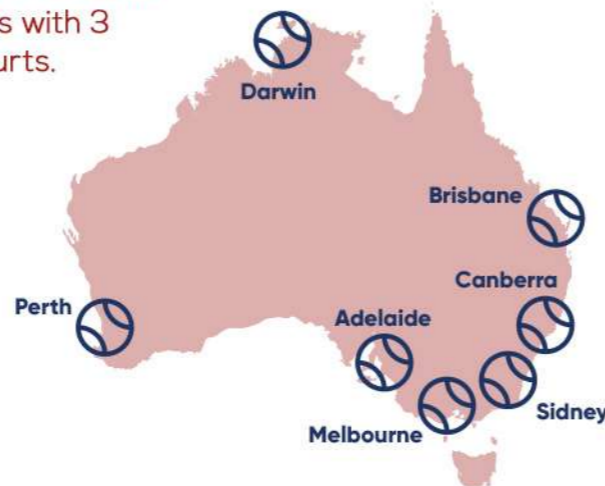 s with 3
urts.
Darwin
Brisbane
Canberra
Perth
Adelaide
Sidney
Melbourne